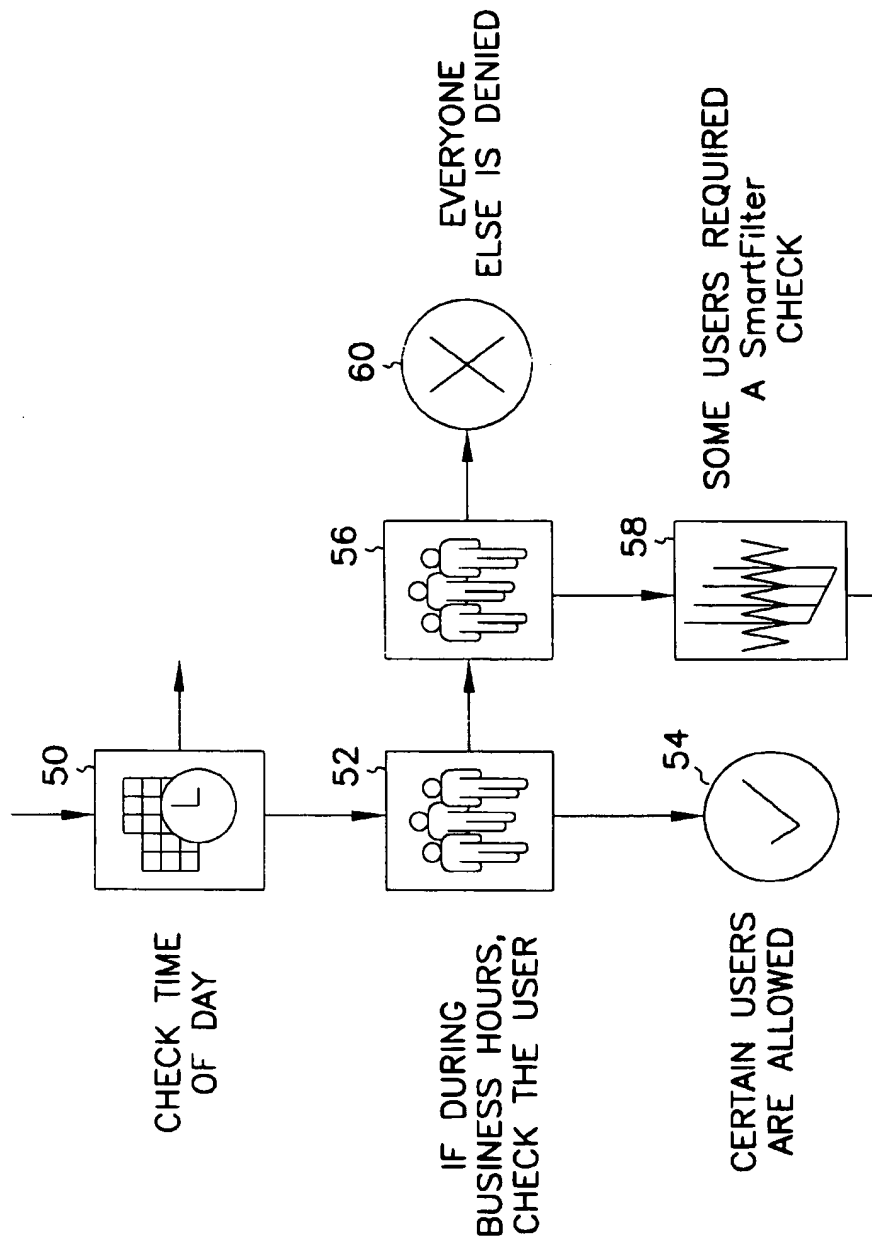 50
CHECK TIME
OF DAY
52
IF DURING
BUSINESS HOURS,
CHECK THE USER
54
CERTAIN USERS
ARE ALLOWED
56
60
EVERYONE
ELSE IS DENIED
58
SOME USERS REQUIRED
A SmartFilter
CHECK